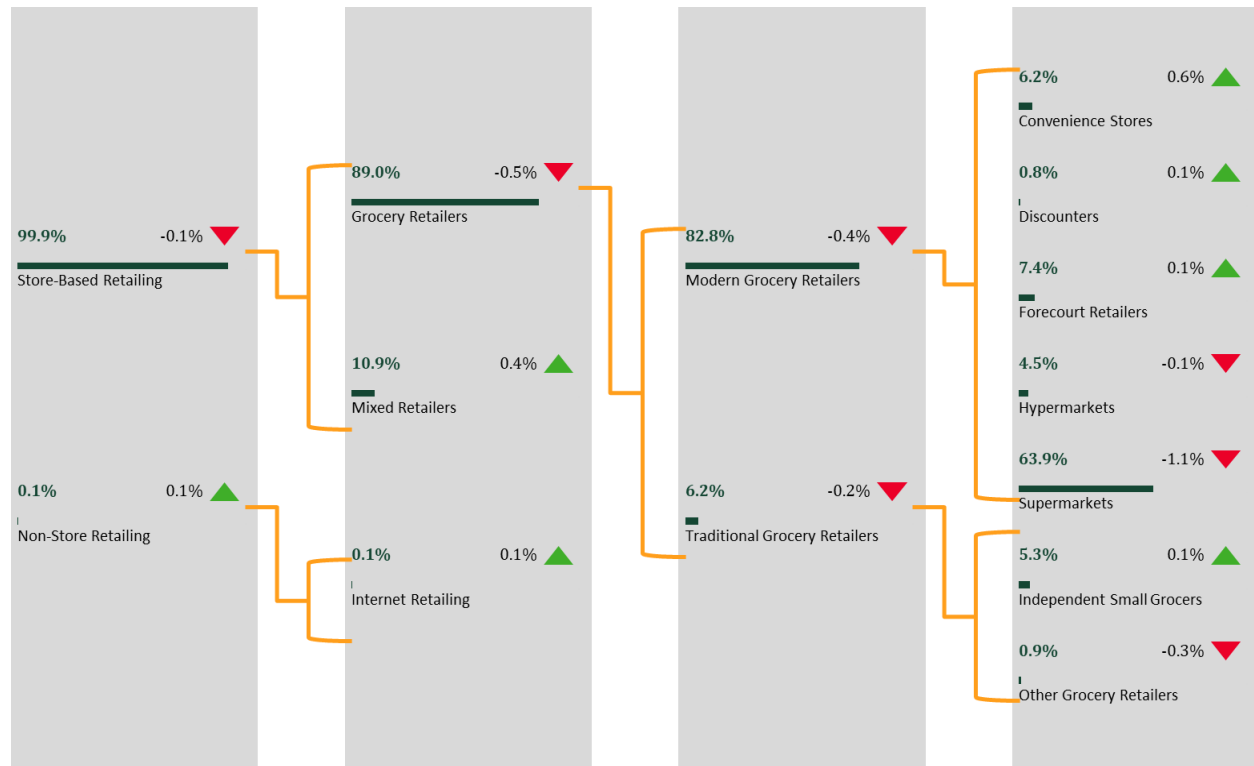 99.9% -0.1%
Store-Based Retailing
0.1% 0.1%
Non-Store Retailing
89.0% -0.5%
Grocery Retailers
10.9% 0.4%
Mixed Retailers
0.1% 0.1%
Internet Retailing
82.8% -0.4%
Modern Grocery Retailers
6.2% -0.2%
Traditional Grocery Retailers
6.2% 0.6%
Convenience Stores
0.8% 0.1%
Discounters
7.4% 0.1%
Forecourt Retailers
4.5% -0.1%
Hypermarkets
63.9% -1.1%
Supermarkets
5.3% 0.1%
Independent Small Grocers
0.9% -0.3%
Other Grocery Retailers